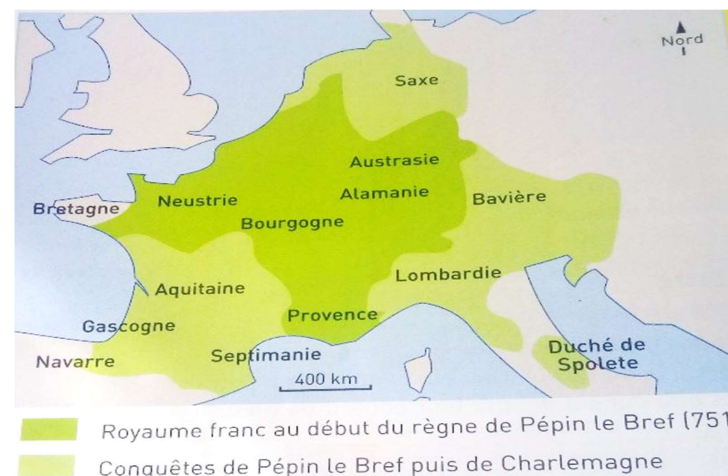 Nord
Saxe
Austrasie
Bretagne
Neustrie
Alamanie
Bavière
Bourgogne
Aquitaine
Lombardie
Gascogne
Provence
Navarre
Septimanie
Duché de
Spolete
400 km
Royaume franc au début du règne de Pépin le Bref (751
Conquêtes de Pépin le Bref puis de Charlemagne